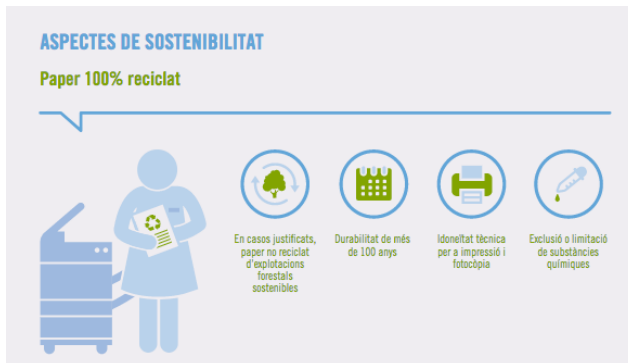 ASPECTES DE SOSTENIBILITAT
Paper 100% reciclat
En casos justificats,
paper no reciclat
d'explotacions
forestals
sostenibles
Durabilitat de més
de 100 anys
Idoneïtat tècnica
per a impressió i
fotocòpia
Exclusió o limitació
de substàncies
químiques